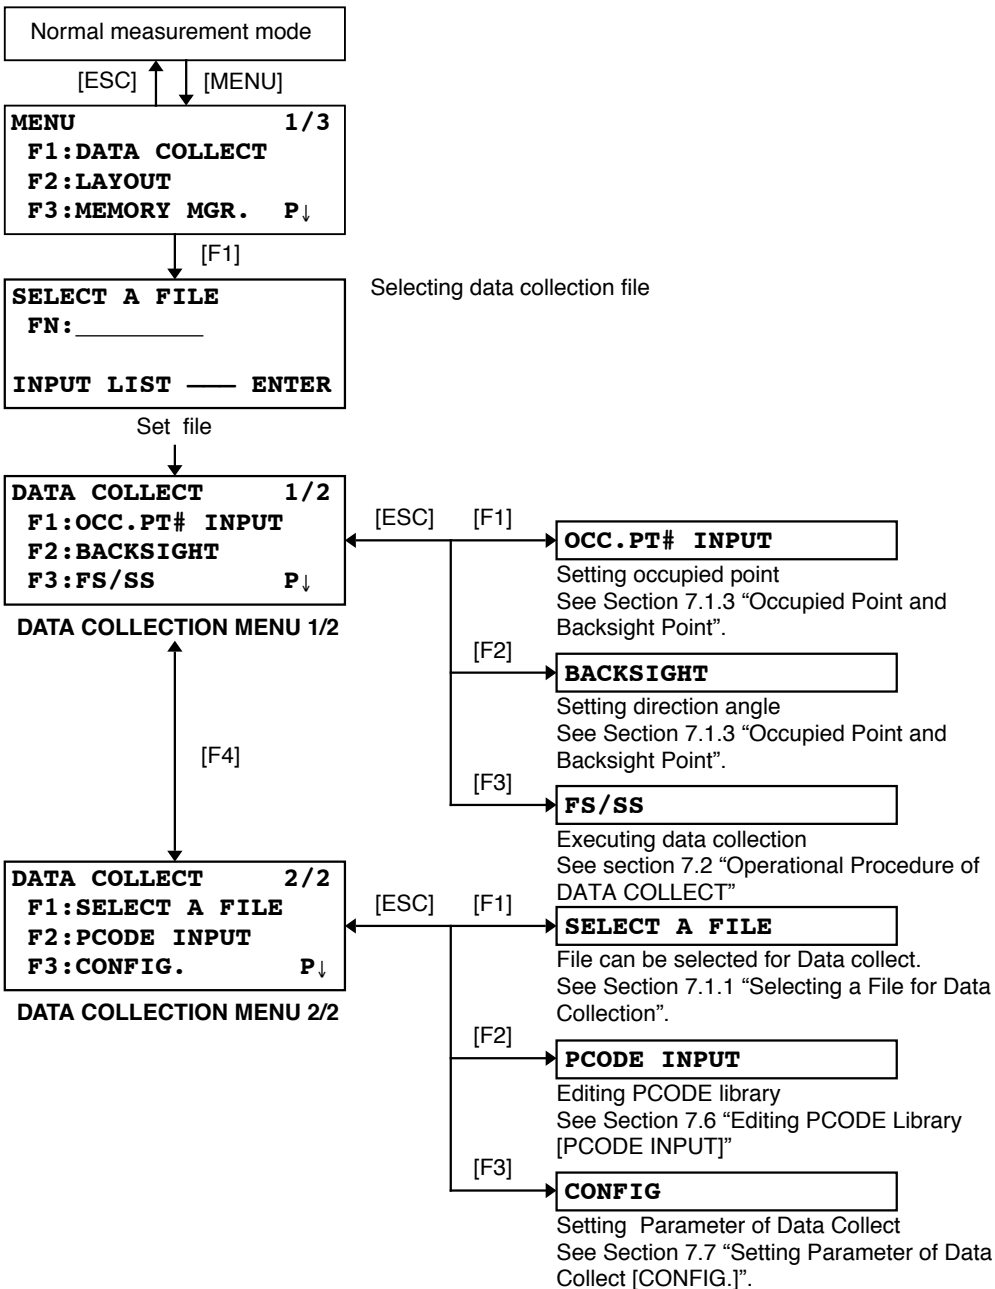 Normal measurement mode
[ESC] [MENU]
MENU 1/3
F1:DATA COLLECT
F2:LAYOUT
F3:MEMORY MGR. P↓
[F1]
SELECT A FILE
FN:_________
INPUT LIST ——— ENTER
Selecting data collection file
Set file
DATA COLLECT 1/2
F1:OCC.PT# INPUT
F2:BACKSIGHT
F3:FS/SS P↓
DATA COLLECTION MENU 1/2
[ESC] [F1]
OCC.PT# INPUT
Setting occupied point
See Section 7.1.3 “Occupied Point and
Backsight Point”.
[F2]
BACKSIGHT
Setting direction angle
See Section 7.1.3 “Occupied Point and
Backsight Point”.
[F3]
FS/SS
Executing data collection
See section 7.2 “Operational Procedure of
DATA COLLECT”
[F4]
DATA COLLECT 2/2
F1:SELECT A FILE
F2:PCODE INPUT
F3:CONFIG. P↓
DATA COLLECTION MENU 2/2
[ESC] [F1]
SELECT A FILE
File can be selected for Data collect.
See Section 7.1.1 “Selecting a File for Data
Collection”.
[F2]
PCODE INPUT
Editing PCODE library
See Section 7.6 “Editing PCODE Library
[PCODE INPUT]”
[F3]
CONFIG
Setting Parameter of Data Collect
See Section 7.7 “Setting Parameter of Data
Collect [CONFIG.]”.